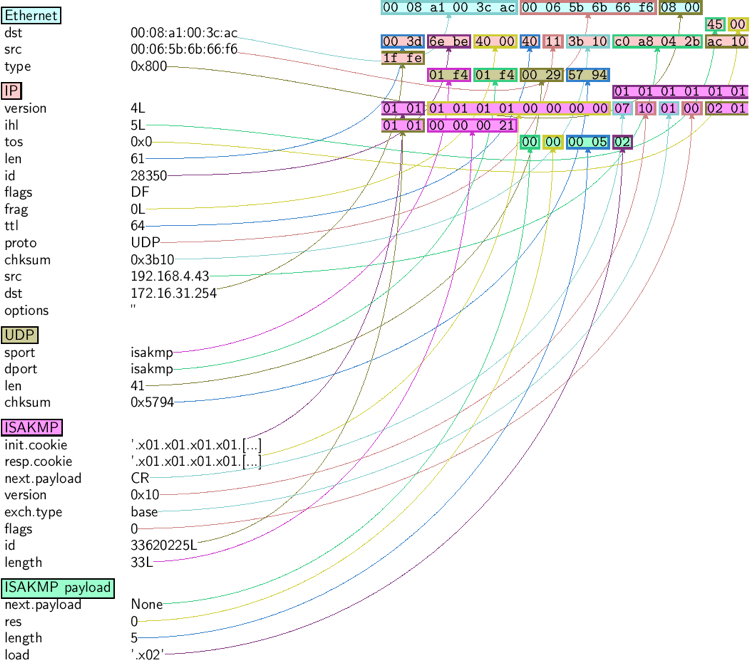 00 08 a1 00 3c ac 00 06 5b 6b 66 f6 08 00
Ethernet
45 00
dst 00:08:a1:00:3c:ac
00 3d 6e be 40 00 40 11 3b 10 c0 a8 04 2b ac 10
src 00:06:5b:6b:66:f6
1f fe
type 0x800
01 f4 01 f4 00 29 57 94
IP
01 01 01 01 01 01
version 4L
01 01 01 01 01 01 00 00 00 00 07 10 01 00 02 01
ihl 5L
01 01 00 00 00 21
tos 0x0
00 00 00 05 02
len 61
id 28350
flags DF
frag 0L
ttl 64
proto UDP
chksum 0x3b10
src 192.168.4.43
dst 172.16.31.254
options ''
UDP
sport isakmp
dport isakmp
len 41
chksum 0x5794
ISAKMP
init.cookie '.x01.x01.x01.x01.[...]
resp.cookie '.x01.x01.x01.x01.[...]
next.payload CR
version 0x10
exch.type base
flags 0
id 33620225L
length 33L
ISAKMP payload
next.payload None
res 0
length 5
load '.x02'